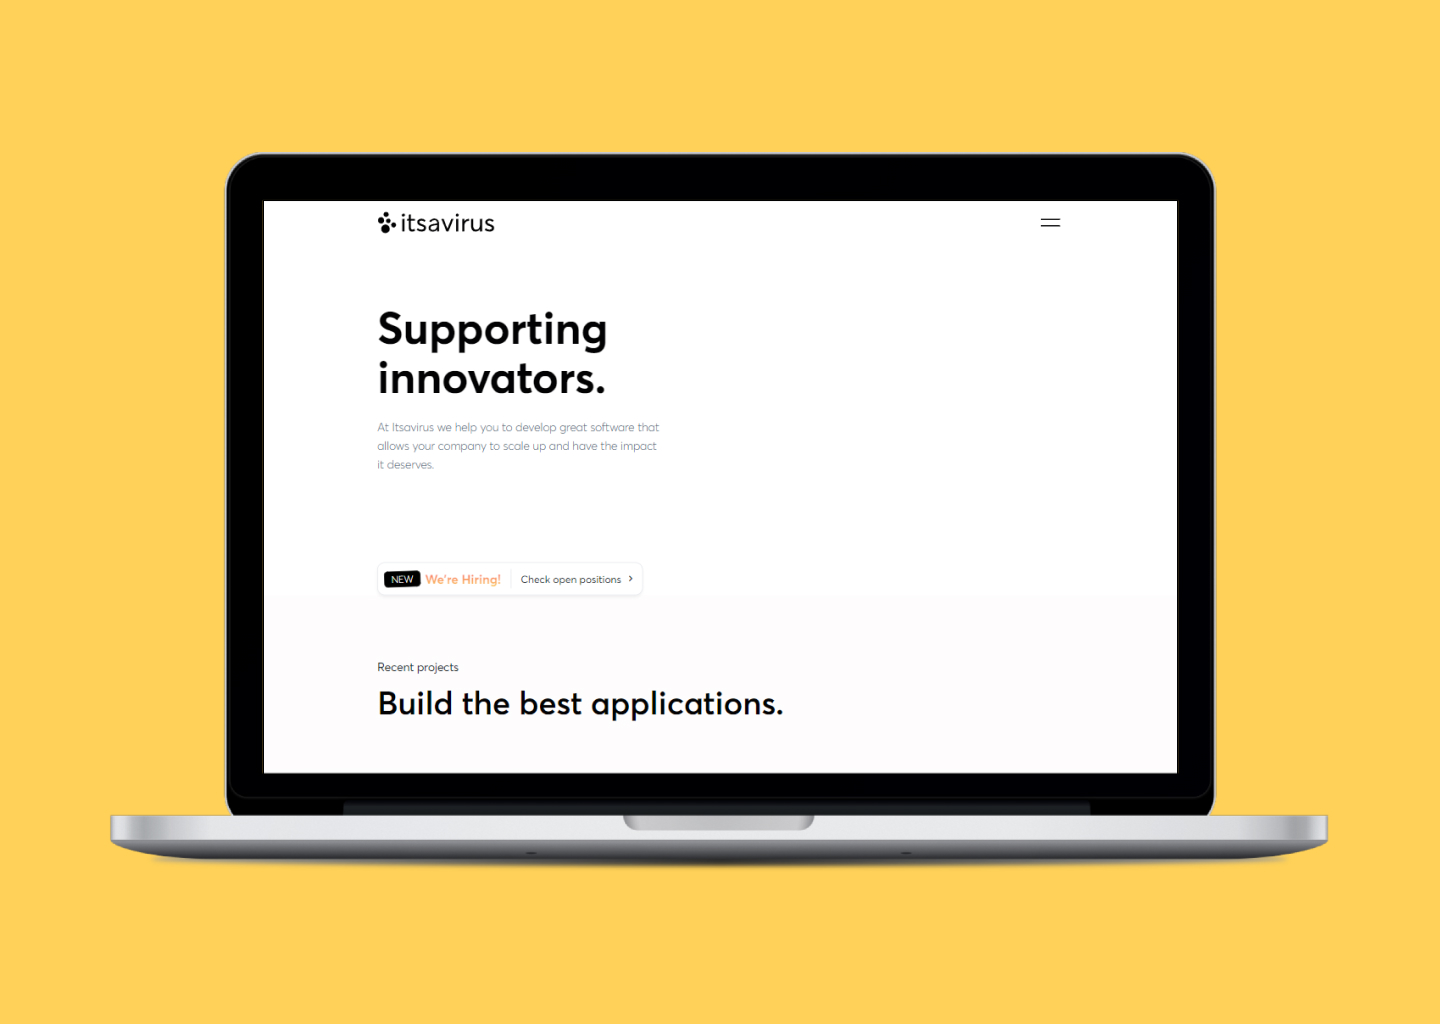 itsavirus
Supporting
innovators.
At Itsavirus we help you to develop great software that
allows your company to scale up and have the impact
it deserves.
NEW We're Hiring! Check open positions
Recent projects
Build the best applications.